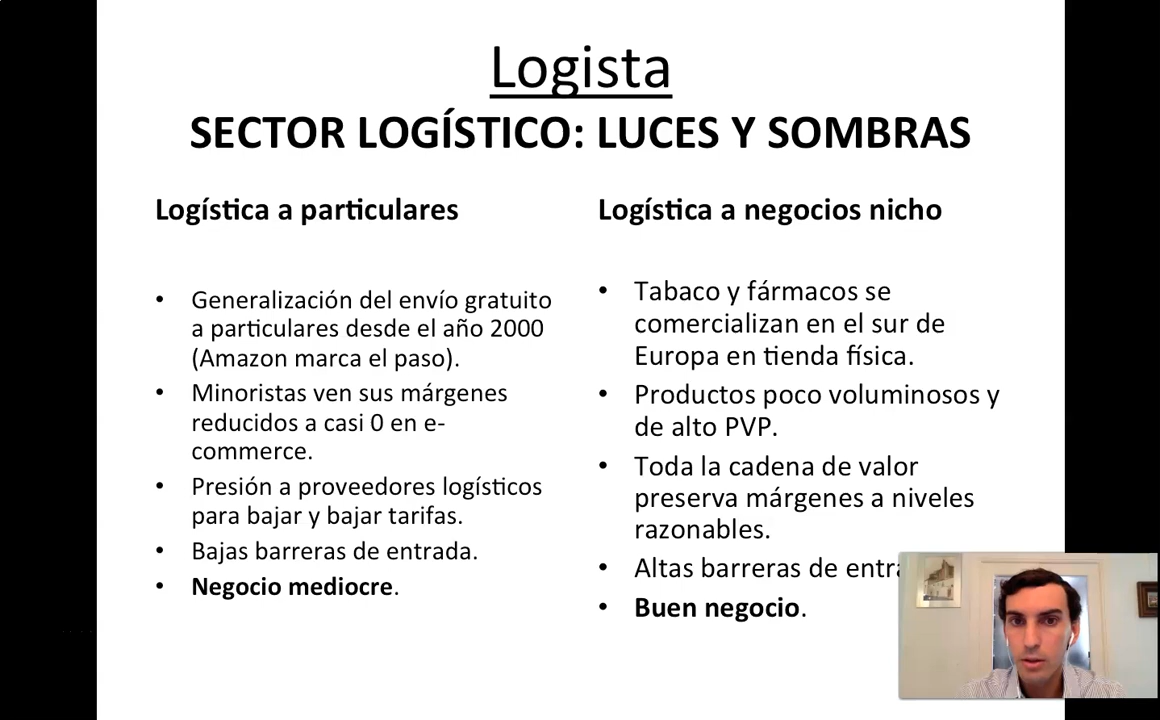 Logista
SECTOR LOGÍSTICO: LUCES Y SOMBRAS
Logística a particulares
• Generalización del envío gratuito
a particulares desde el año 2000
(Amazon marca el paso).
• Minoristas ven sus márgenes
reducidos a casi 0 en e-
commerce.
• Presión a proveedores logísticos
para bajar y bajar tarifas.
• Bajas barreras de entrada.
• Negocio mediocre.
Logística a negocios nicho
• Tabaco y fármacos se
comercializan en el sur de
Europa en tienda física.
• Productos poco voluminosos y
de alto PVP.
• Toda la cadena de valor
preserva márgenes a niveles
razonables.
• Altas barreras de
• Buen negocio.